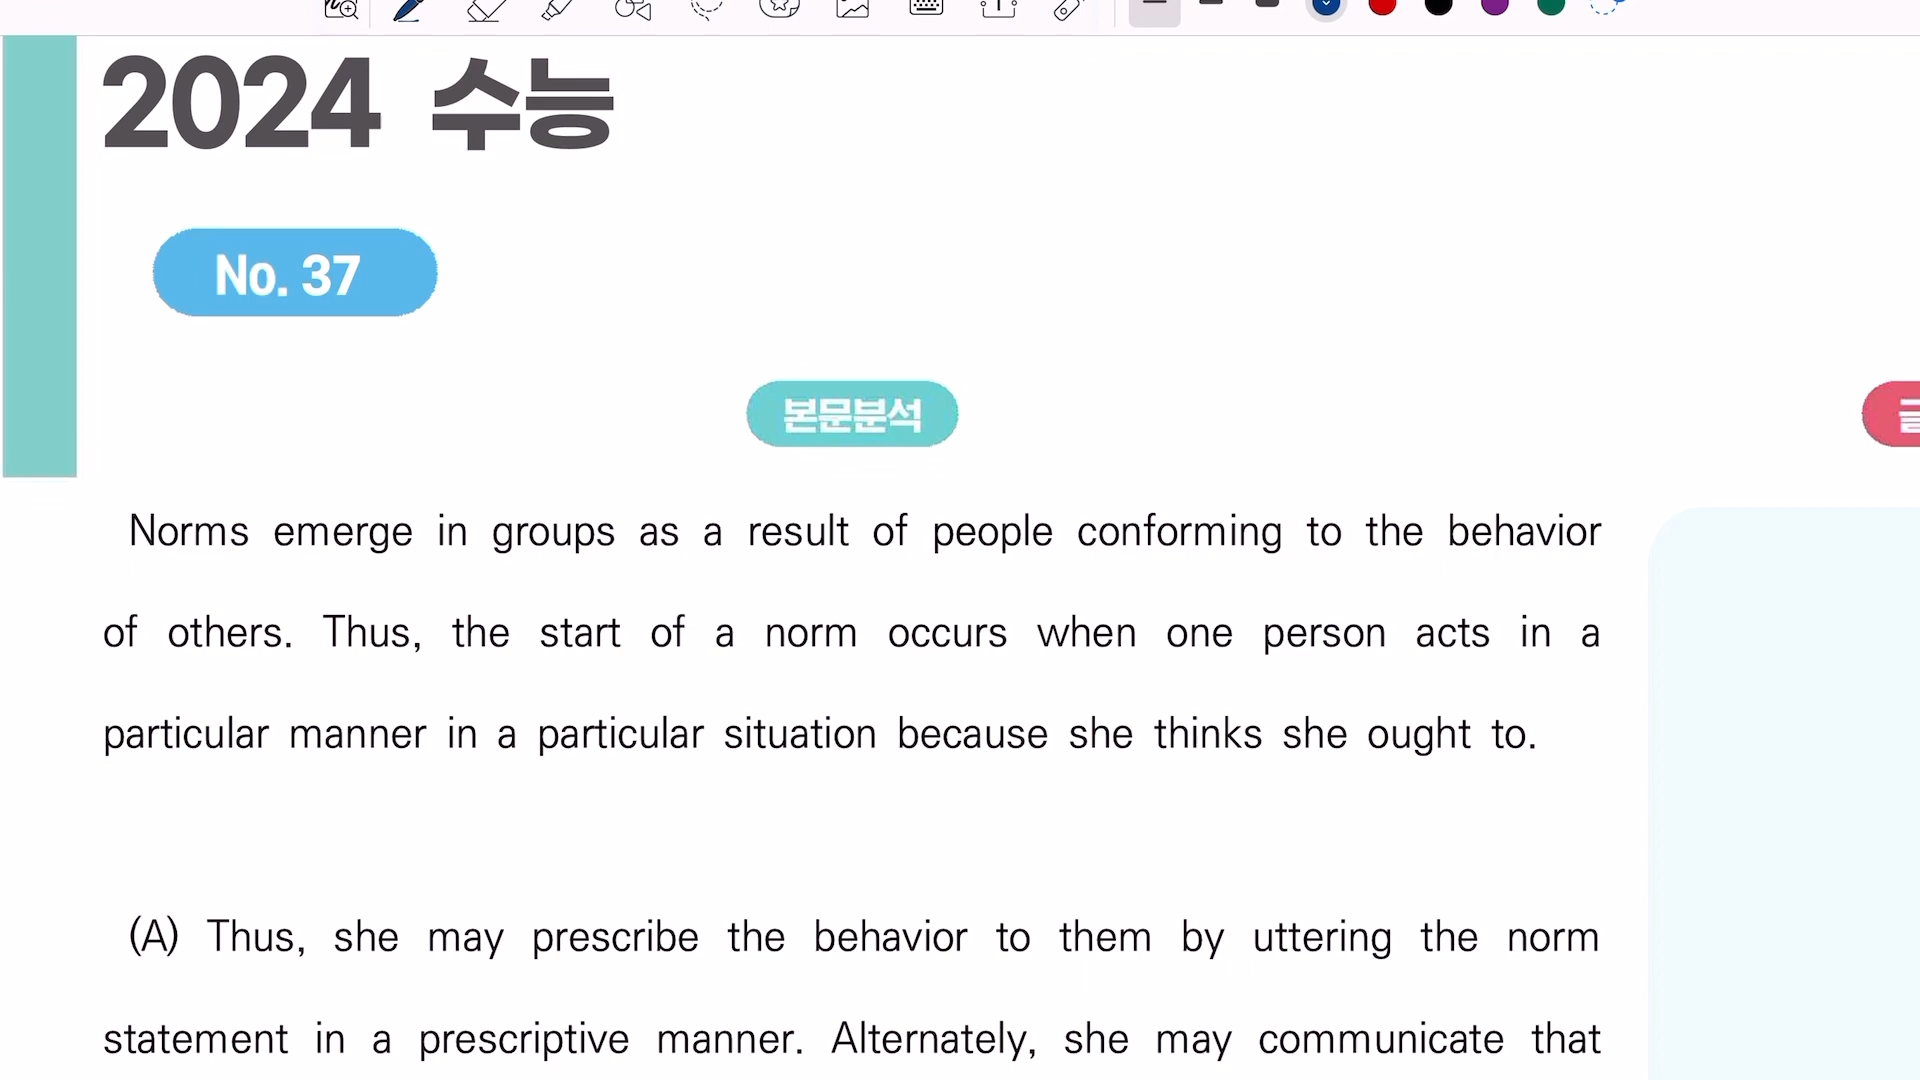 2024 수능
No. 37
본문분석
Norms emerge in groups as a result of people conforming to the behavior
of others. Thus, the start of a norm occurs when one person acts in a
particular manner in a particular situation because she thinks she ought to.
(A) Thus, she may prescribe the behavior to them by uttering the norm
statement in a prescriptive manner. Alternately, she may communicate that